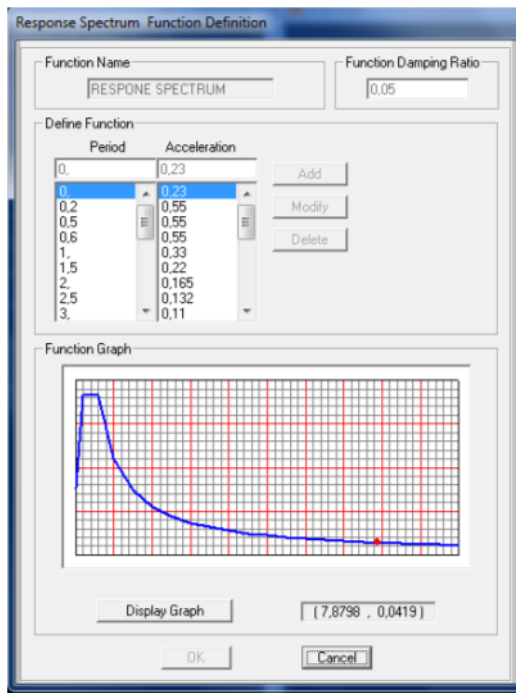 Response Spectrum Function Definition
Function Name
RESPONE SPECTRUM
Function Damping Ratio
0,05
Define Function
Period Acceleration
0, 0,23
Add
0, 0,23
0,2 0,55
Modify
0,5 0,55
0,6 0,55
Delete
1, 0,33
1,5 0,22
2, 0,165
2,5 0,132
3, 0,11
Function Graph
Display Graph
( 7,8798 , 0,0419 )
OK
Cancel